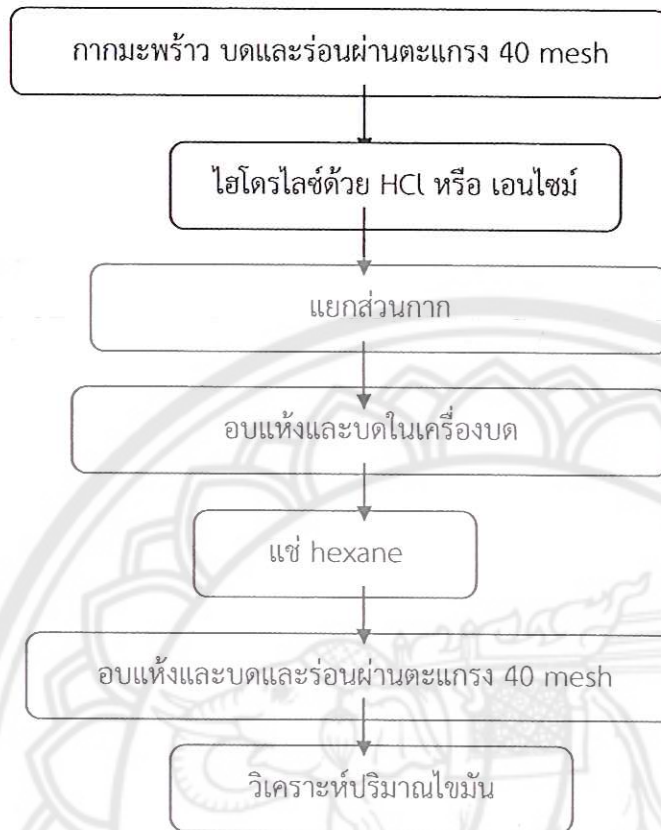 กากมะพร้าว บดและร่อนผ่านตะแกรง 40 mesh
ไฮโดรไลซ์ด้วย HCl หรือ เอนไซม์
แยกส่วนกาก
อบแห้งและบดในเครื่องบด
แช่ hexane
อบแห้งและบดและร่อนผ่านตะแกรง 40 mesh
วิเคราะห์ปริมาณไขมัน